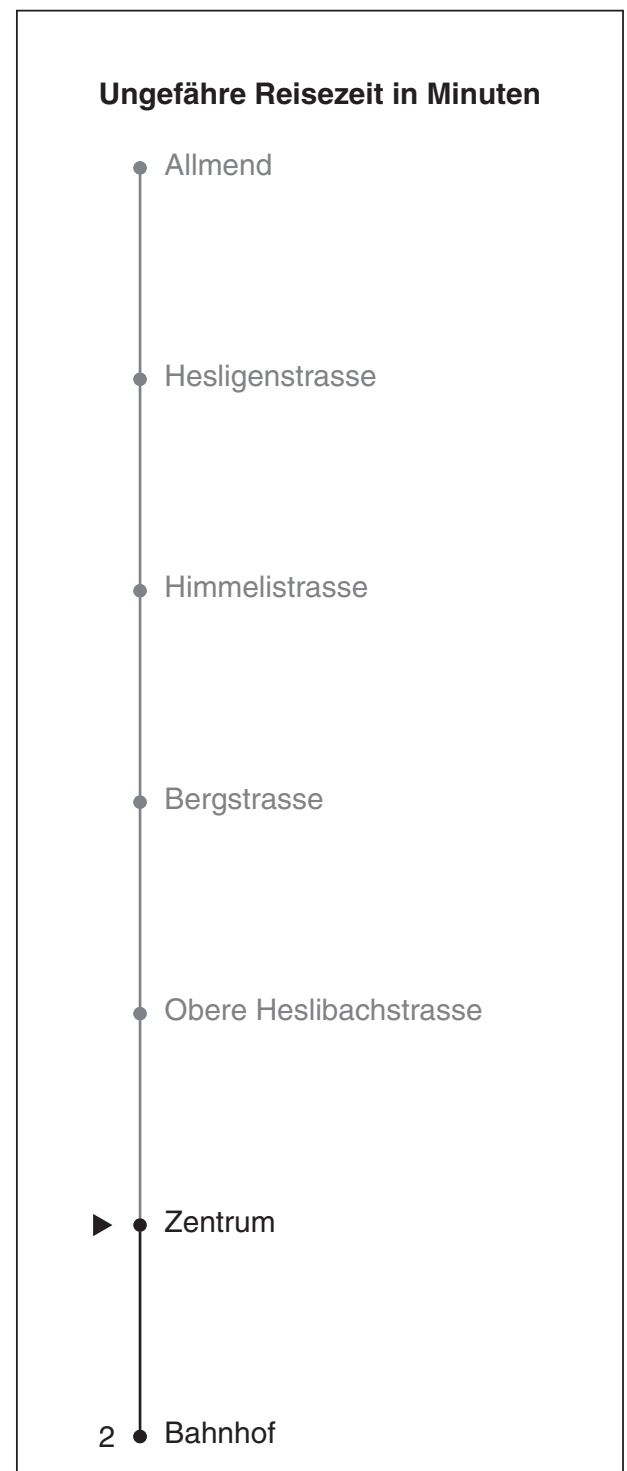 Ungefähre Reisezeit in Minuten
Allmend
Hesligenstrasse
Himmelistrasse
Bergstrasse
Obere Heslibachstrasse
Zentrum
2 Bahnhof